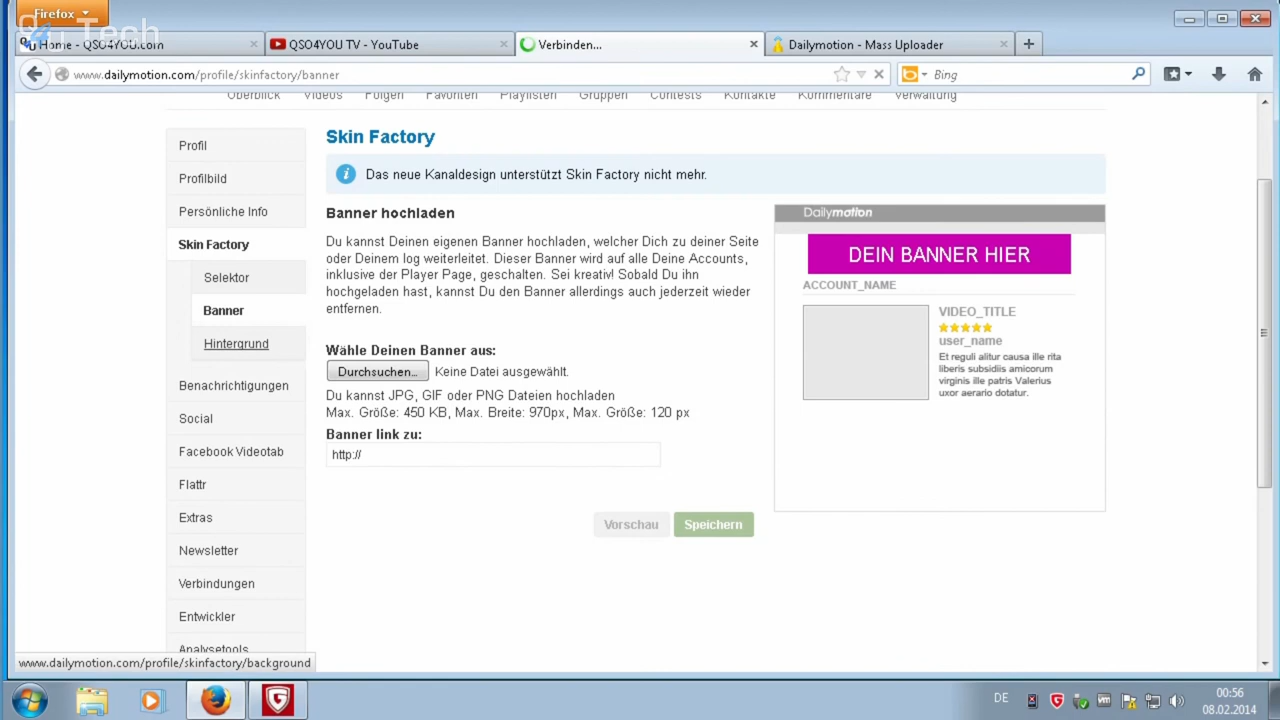 Firefox
QSO4YOU Tech
Home - QSO4YOU.com
QSO4YOU TV - YouTube
Verbinden...
Dailymotion - Mass Uploader
www.dailymotion.com/profile/skinfactory/banner
Bing
Überblick Videos Folgen Favoriten Playlisten Gruppen Contests Kontakte Kommentare Verwaltung
Profil
Profilbild
Persönliche Info
Skin Factory
Selektor
Banner
Hintergrund
Benachrichtigungen
Social
Facebook Videotab
Flattr
Extras
Newsletter
Verbindungen
Entwickler
Analysetools
Skin Factory
Das neue Kanaldesign unterstützt Skin Factory nicht mehr.
Banner hochladen
Du kannst Deinen eigenen Banner hochladen, welcher Dich zu deiner Seite
oder Deinem log weiterleitet. Dieser Banner wird auf alle Deine Accounts,
inklusive der Player Page, geschalten. Sei kreativ! Sobald Du ihn
hochgeladen hast, kannst Du den Banner allerdings auch jederzeit wieder
entfernen.
Wähle Deinen Banner aus:
Durchsuchen... Keine Datei ausgewählt.
Du kannst JPG, GIF oder PNG Dateien hochladen
Max. Größe: 450 KB, Max. Breite: 970px, Max. Größe: 120 px
Banner link zu:
http://
Vorschau Speichern
Dailymotion
DEIN BANNER HIER
ACCOUNT_NAME
VIDEO_TITLE
user_name
Et reguli alitur causa ille rita
liberis subsidiis amicorum
virginis ille patris Valerius
uxor aerario dotatur.
www.dailymotion.com/profile/skinfactory/background
DE
00:56
08.02.2014